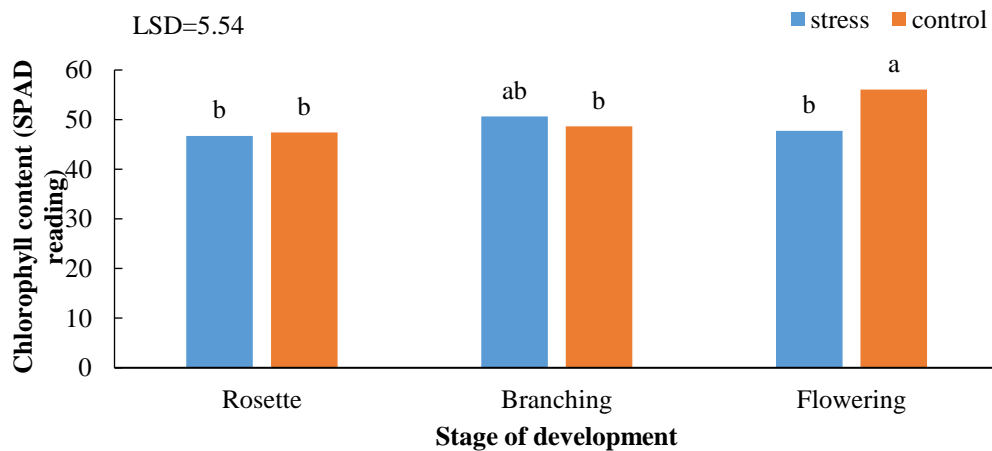 LSD=5.54
stress control
Chlorophyll content (SPAD
reading)
60
50
40
30
20
10
0
b b ab b b a
Rosette Branching Flowering
Stage of development